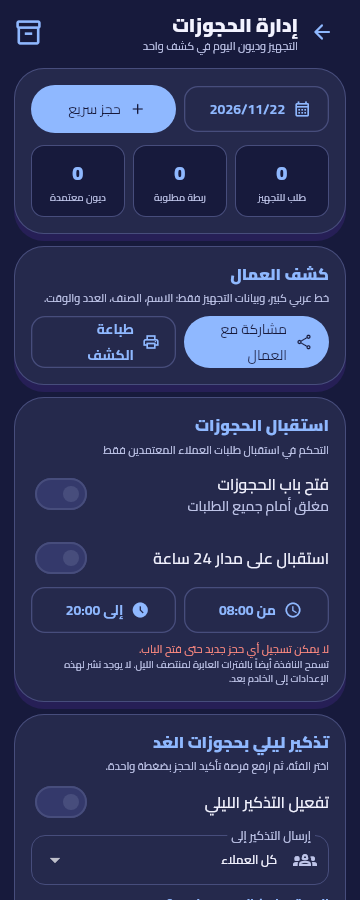 إدارة الحجوزات
التجهيز وديون اليوم في كشف واحد
2026/11/22
حجز سريع
0
طلب للتجهيز
0
ربطة مطلوبة
0
ديون معتمدة
كشف العمال
خط عربي كبير، وبيانات التجهيز فقط: الاسم، الصنف، العدد والوقت.
مشاركة مع
العمال
طباعة
الكشف
استقبال الحجوزات
التحكم في استقبال طلبات العملاء المعتمدين فقط
فتح باب الحجوزات
مغلق أمام جميع الطلبات
استقبال على مدار 24 ساعة
من 08:00
إلى 20:00
لا يمكن تسجيل أي حجز جديد حتى فتح الباب.
تسمح النافذة أيضاً بالفترات العابرة لمنتصف الليل. لا يوجد نشر لهذه
الإعدادات إلى الخادم بعد.
تذكير ليلي بحجوزات الغد
اختر الفئة، ثم ارفع فرصة تأكيد الحجز بضغطة واحدة.
تفعيل التذكير الليلي
إرسال التذكير إلى
كل العملاء